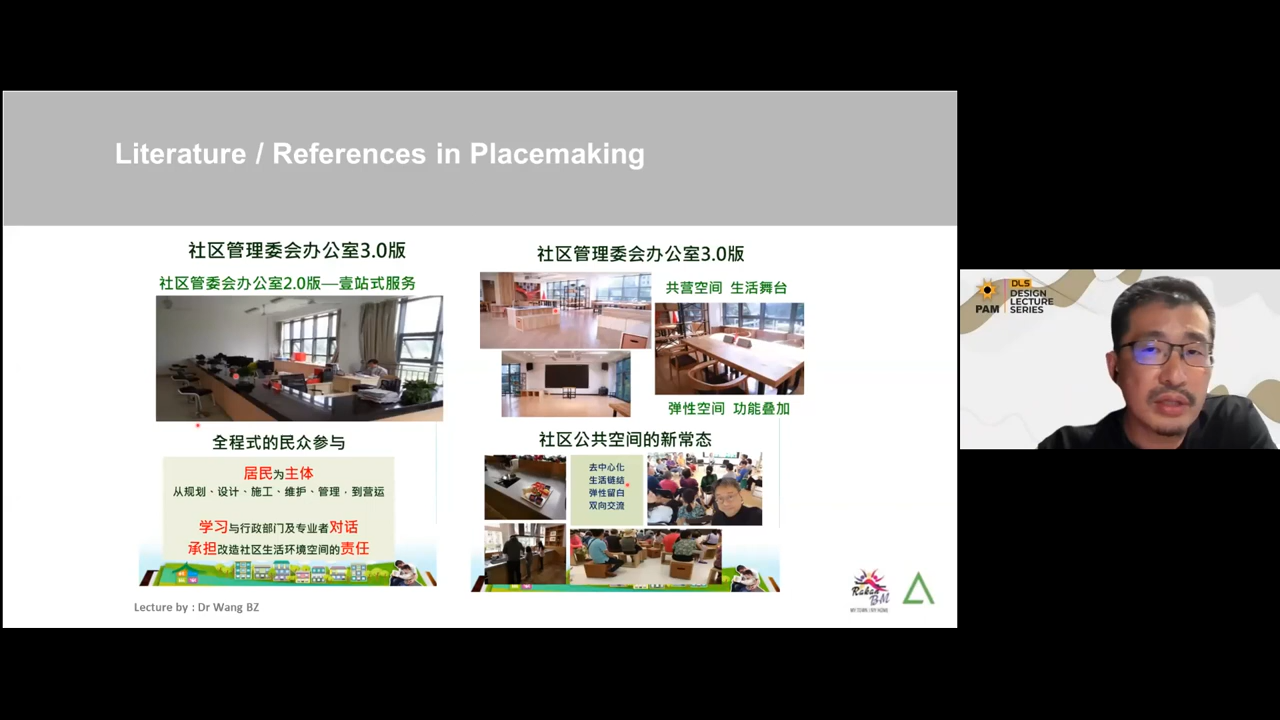 Literature / References in Placemaking
社区管理委会办公室3.0版
社区管委会办公室2.0版—壹站式服务
全程式的民众参与
居民为主体
从规划、设计、施工、维护、管理，到营运
学习与行政部门及专业者对话
承担改造社区生活环境空间的责任
社区管理委会办公室3.0版
共营空间 生活舞台
弹性空间 功能叠加
社区公共空间的新常态
去中心化
生活链结
弹性留白
双向交流
Lecture by : Dr Wang BZ
Rakan
BM
MY TOWN | MY HOME
PAM
DLS
DESIGN
LECTURE
SERIES